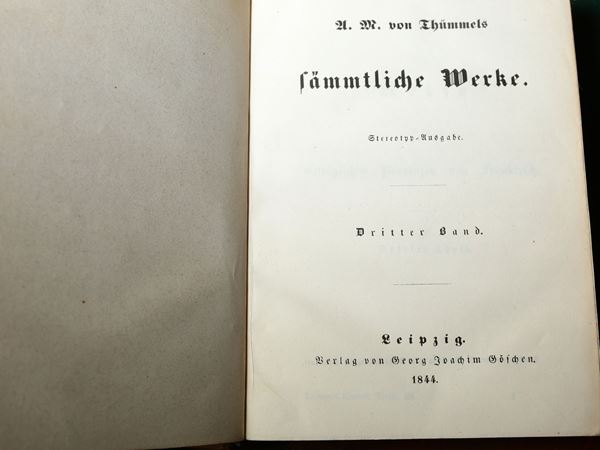 A. M. von Thümmels
sämmtliche Werke.
Stereotyp-Ausgabe.
Dritter Band.
Leipzig.
Verlag von Georg Joachim Göschen.
1844.